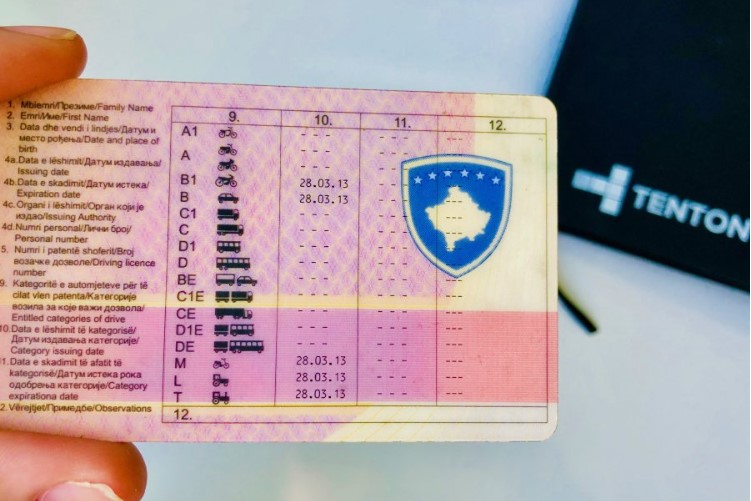 1. Mbiemri/Презиме/Family Name
2. Emri/Име/First Name
3. Data dhe vendi i lindjes/Датум и
место рођења/Date and place of
birth
4a.Data e lëshimit/Датум издавања/
Issuing date
4b.Data e skadimit/Датум истека/
Expiration date
4c.Organi i lëshimit/Орган који је
издао/Issuing Authority
4d.Numri personal/Лични број/
Personal number
5. Numri i patentë shoferit/Број
возачке дозволе/Driving licence
number
9. Kategoritë e automjeteve për të
cilat vlen patenta/Категорије
возила за које важи дозвола/
Entitled categories of drive
10.Data e lëshimit të kategorisë/
Датум издавања категорије/
Category issuing date
11.Data e skadimit të afatit të
kategorisë/Датум истека рока
одобрења категорије/Category
expirationa date
2. Vërejtjet/Примедбе/Observations
9. 10. 11. 12.
A1 --- --- ---
A --- --- ---
B1 28.03.13 ---
B 28.03.13 ---
C1 --- ---
C --- ---
D1 --- ---
D --- ---
BE --- --- ---
C1E --- --- ---
CE --- --- ---
D1E --- --- ---
DE --- --- ---
M 28.03.13 --- ---
L 28.03.13 --- ---
T 28.03.13 --- ---
12.
TENTON